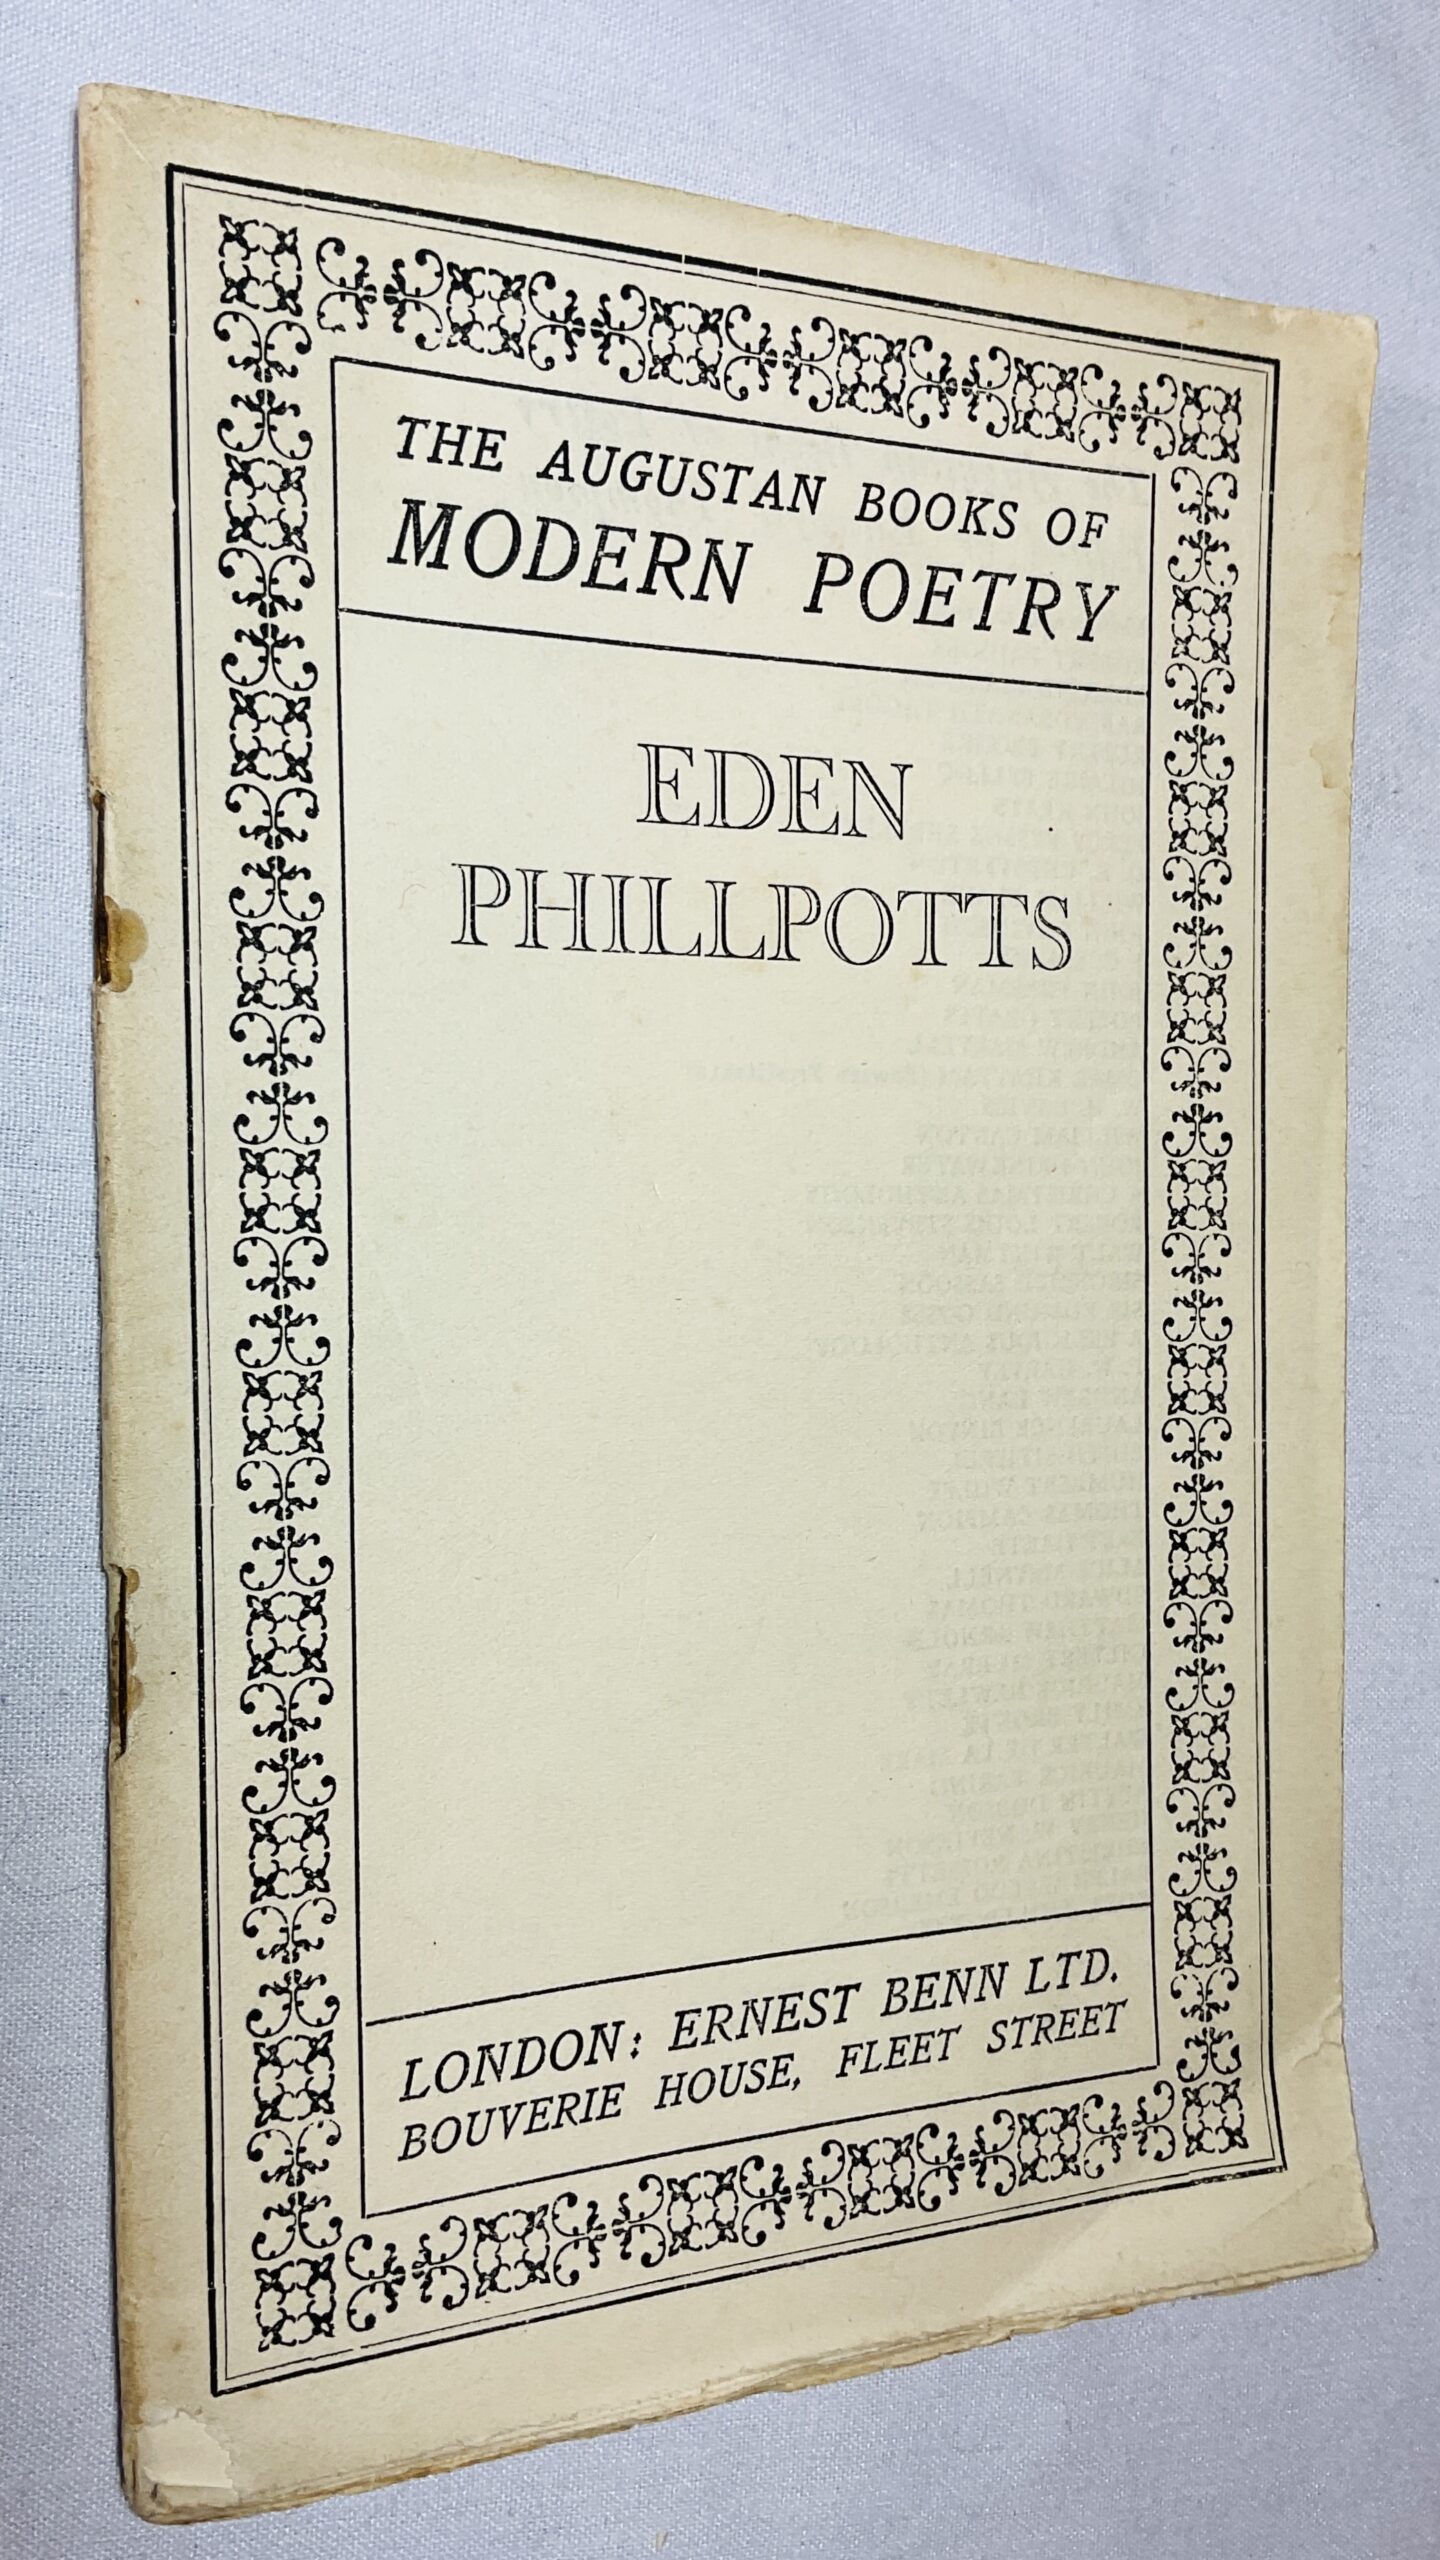 THE AUGUSTAN BOOKS OF
MODERN POETRY
EDEN
PHILLPOTTS
LONDON: ERNEST BENN LTD.
BOUVERIE HOUSE, FLEET STREET